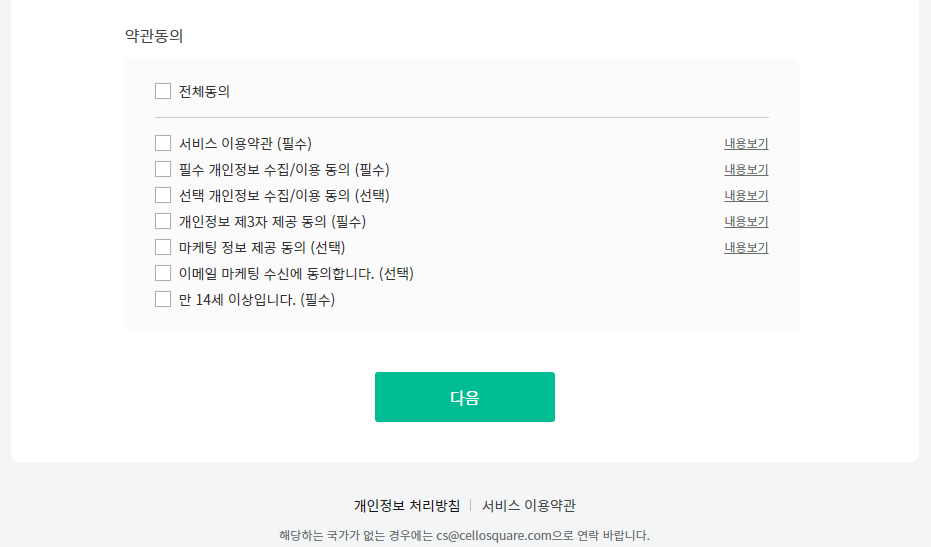 약관동의
전체동의
서비스 이용약관 (필수) 내용보기
필수 개인정보 수집/이용 동의 (필수) 내용보기
선택 개인정보 수집/이용 동의 (선택) 내용보기
개인정보 제3자 제공 동의 (필수) 내용보기
마케팅 정보 제공 동의 (선택) 내용보기
이메일 마케팅 수신에 동의합니다. (선택)
만 14세 이상입니다. (필수)
다음
개인정보 처리방침 | 서비스 이용약관
해당하는 국가가 없는 경우에는 cs@cellosquare.com으로 연락 바랍니다.